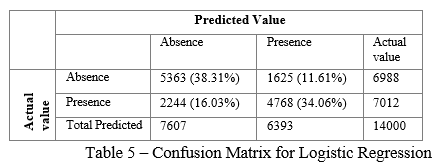 Predicted Value
Absence Presence Actual value
Actual value
Absence 5363 (38.31%) 1625 (11.61%) 6988
Presence 2244 (16.03%) 4768 (34.06%) 7012
Total Predicted 7607 6393 14000
Table 5 – Confusion Matrix for Logistic Regression